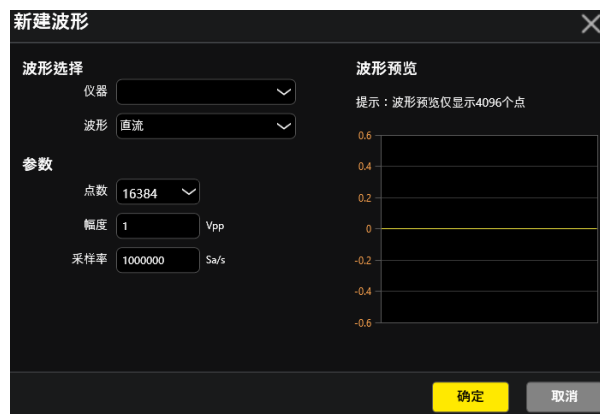 新建波形
波形选择
仪器
波形 直流
参数
点数 16384
幅度 1 Vpp
采样率 1000000 Sa/s
波形预览
提示：波形预览仅显示4096个点
0.6
0.4
0.2
0
-0.2
-0.4
-0.6
确定 取消